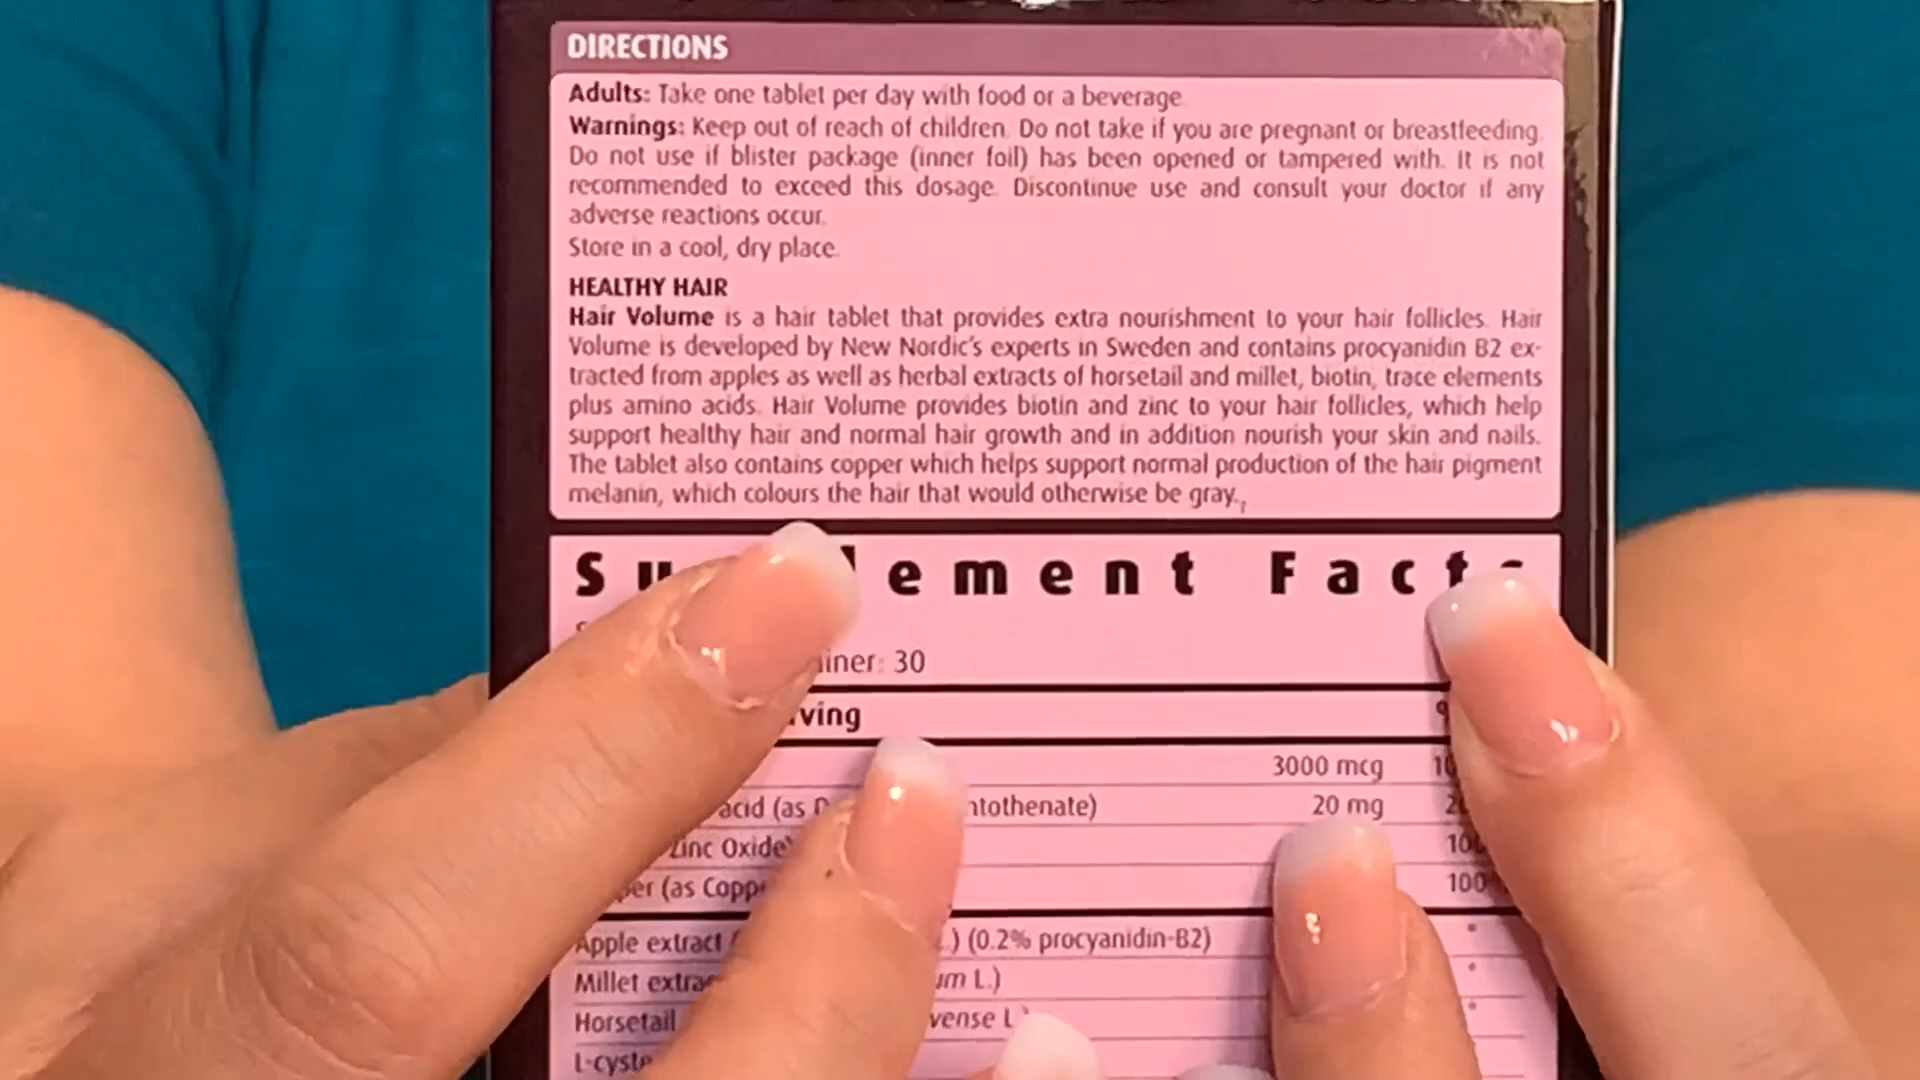 DIRECTIONS
Adults: Take one tablet per day with food or a beverage.
Warnings: Keep out of reach of children. Do not take if you are pregnant or breastfeeding.
Do not use if blister package (inner foil) has been opened or tampered with. It is not
recommended to exceed this dosage. Discontinue use and consult your doctor if any
adverse reactions occur.
Store in a cool, dry place.
HEALTHY HAIR
Hair Volume is a hair tablet that provides extra nourishment to your hair follicles. Hair
Volume is developed by New Nordic's experts in Sweden and contains procyanidin B2 ex-
tracted from apples as well as herbal extracts of horsetail and millet, biotin, trace elements
plus amino acids. Hair Volume provides biotin and zinc to your hair follicles, which help
support healthy hair and normal hair growth and in addition nourish your skin and nails.
The tablet also contains copper which helps support normal production of the hair pigment
melanin, which colours the hair that would otherwise be gray.
Facts
30
3000 mcg
acid (as
20 mg
Zinc Oxide)
(as
Apple extract (0.2% procyanidin-B2)
Millet L.)
Horsetail